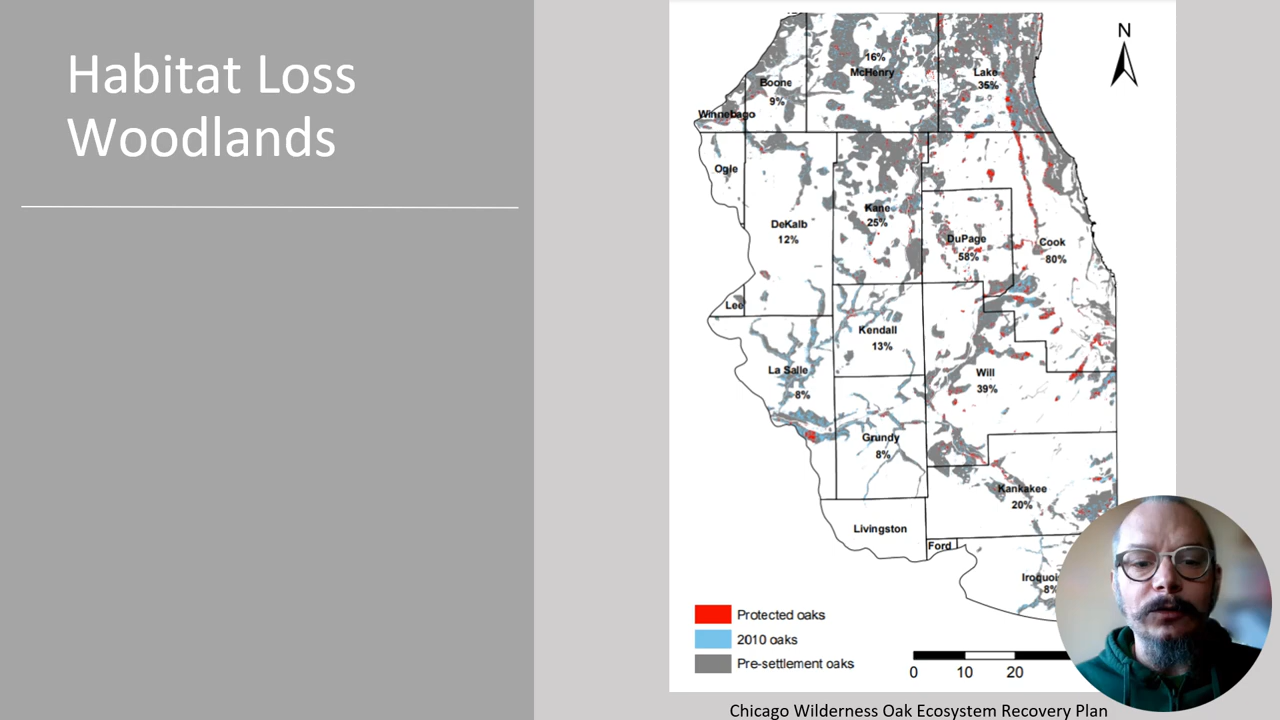 Habitat Loss
Woodlands
N
16%
McHenry
Lake
35%
Boone
9%
Winnebago
Ogle
Kane
25%
DeKalb
12%
DuPage
58%
Cook
80%
Lee
Kendall
13%
La Salle
8%
Will
39%
Grundy
8%
Kankakee
20%
Livingston
Ford
Iroquoi
8%
Protected oaks
2010 oaks
Pre-settlement oaks
0 10 20
Chicago Wilderness Oak Ecosystem Recovery Plan